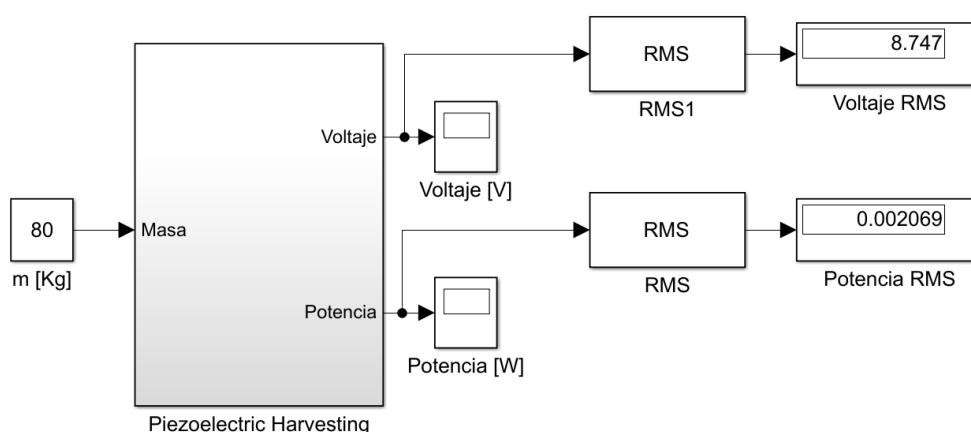 RMS
8.747
RMS1
Voltaje RMS
Voltaje
Voltaje [V]
80
Masa
m [Kg]
RMS
0.002069
RMS
Potencia RMS
Potencia
Potencia [W]
Piezoelectric Harvesting